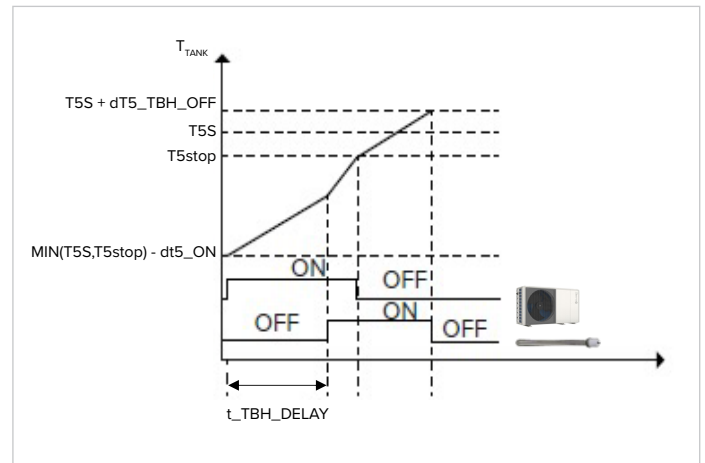 T_TANK
T5S + dT5_TBH_OFF
T5S
T5stop
MIN(T5S,T5stop) - dt5_ON
ON
OFF
OFF
ON
OFF
t_TBH_DELAY